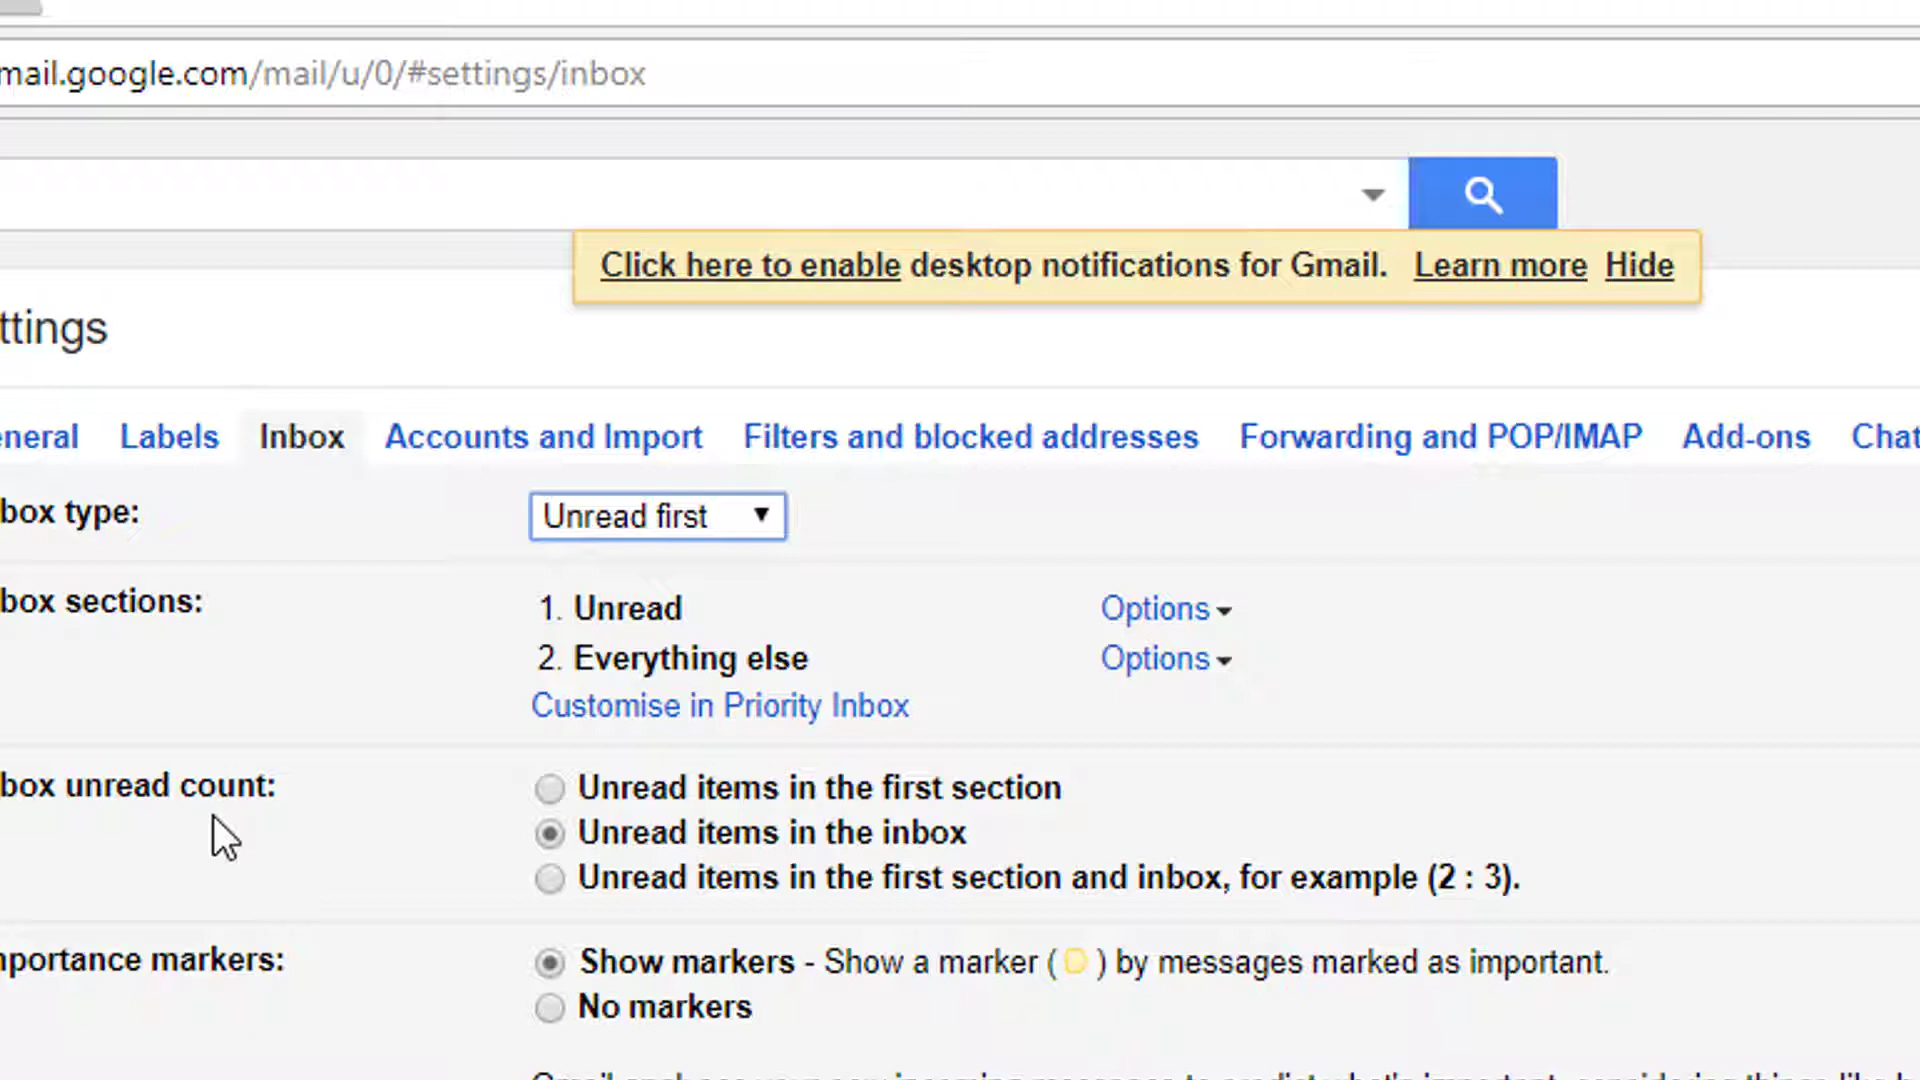 mail.google.com/mail/u/0/#settings/inbox
Click here to enable desktop notifications for Gmail. Learn more Hide
ttings
eneral Labels Inbox Accounts and Import Filters and blocked addresses Forwarding and POP/IMAP Add-ons Chat
box type: Unread first
box sections: 1. Unread Options
2. Everything else Options
Customise in Priority Inbox
box unread count: Unread items in the first section
Unread items in the inbox
Unread items in the first section and inbox, for example (2 : 3).
mportance markers: Show markers - Show a marker ( ) by messages marked as important.
No markers